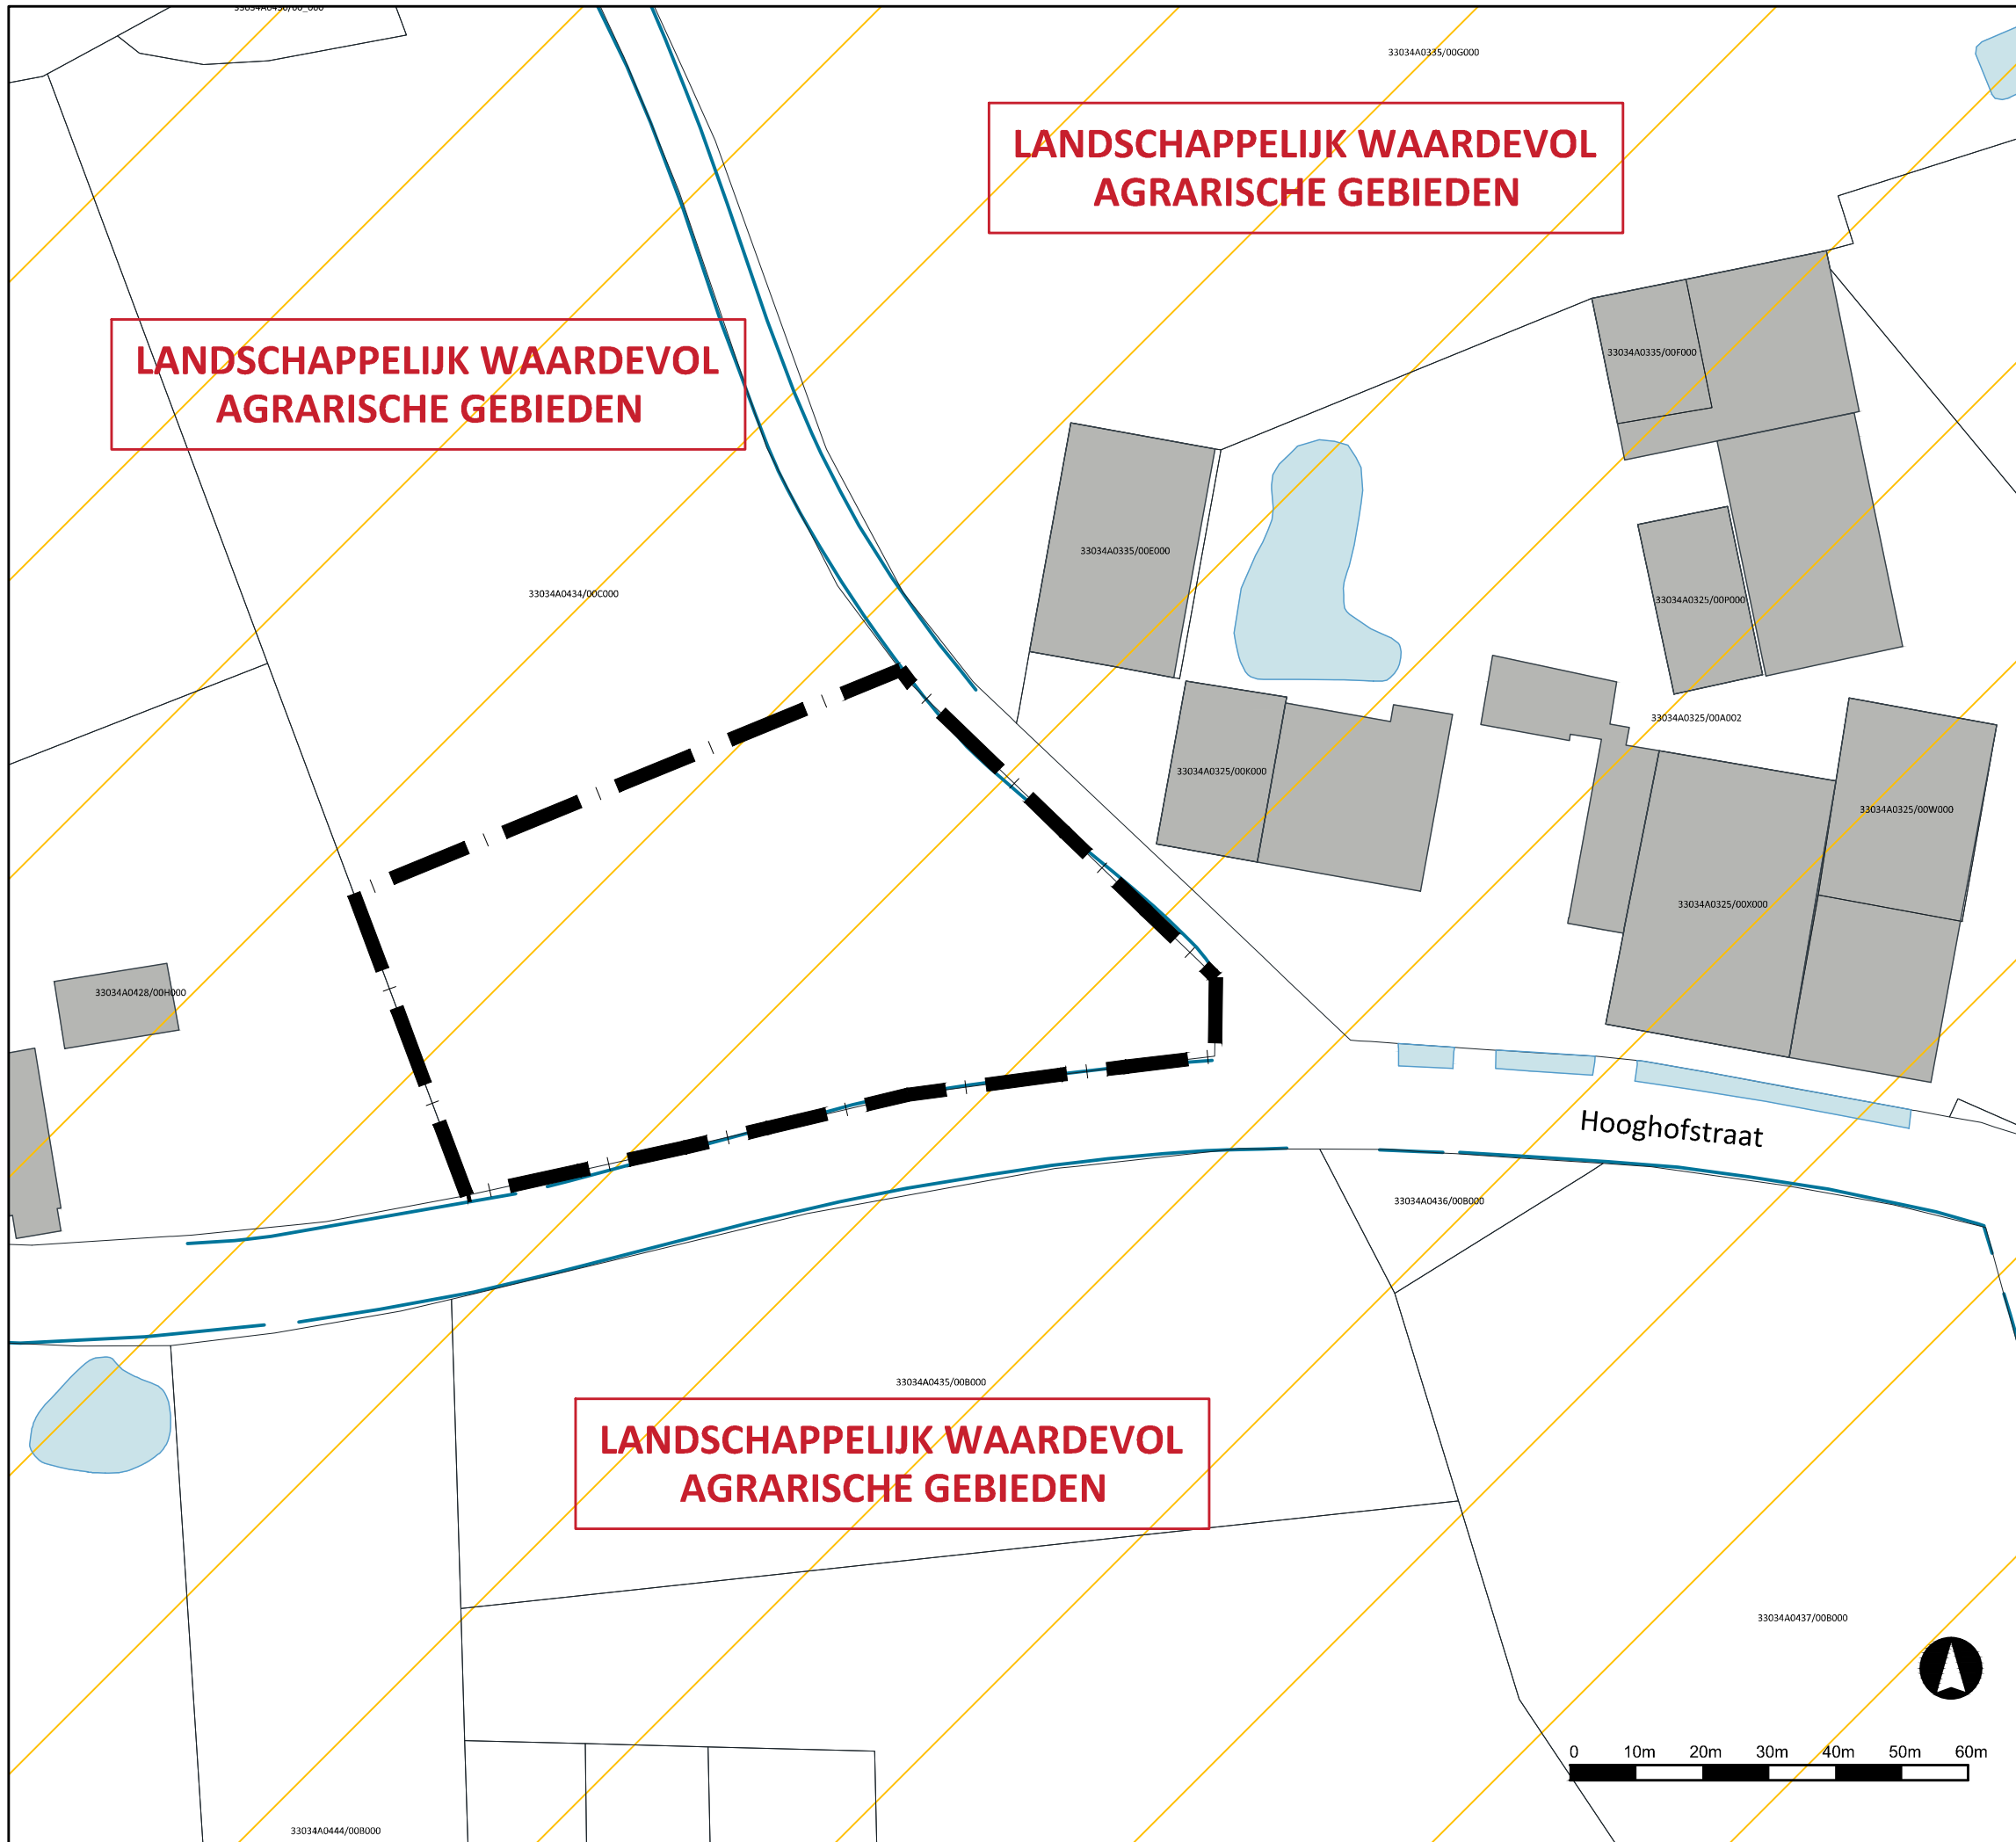 33034A0335/00G000
LANDSCHAPPELIJK WAARDEVOL
AGRARISCHE GEBIEDEN
LANDSCHAPPELIJK WAARDEVOL
AGRARISCHE GEBIEDEN
33034A0335/00F000
33034A0335/00E000
33034A0434/00C000
33034A0325/00P000
33034A0325/00A002
33034A0325/00K000
33034A0325/00W000
33034A0325/00X000
33034A0428/00H000
Hooghofstraat
33034A0436/00B000
33034A0435/00B000
LANDSCHAPPELIJK WAARDEVOL
AGRARISCHE GEBIEDEN
33034A0437/00B000
0 10m 20m 30m 40m 50m 60m
33034A0444/00B000